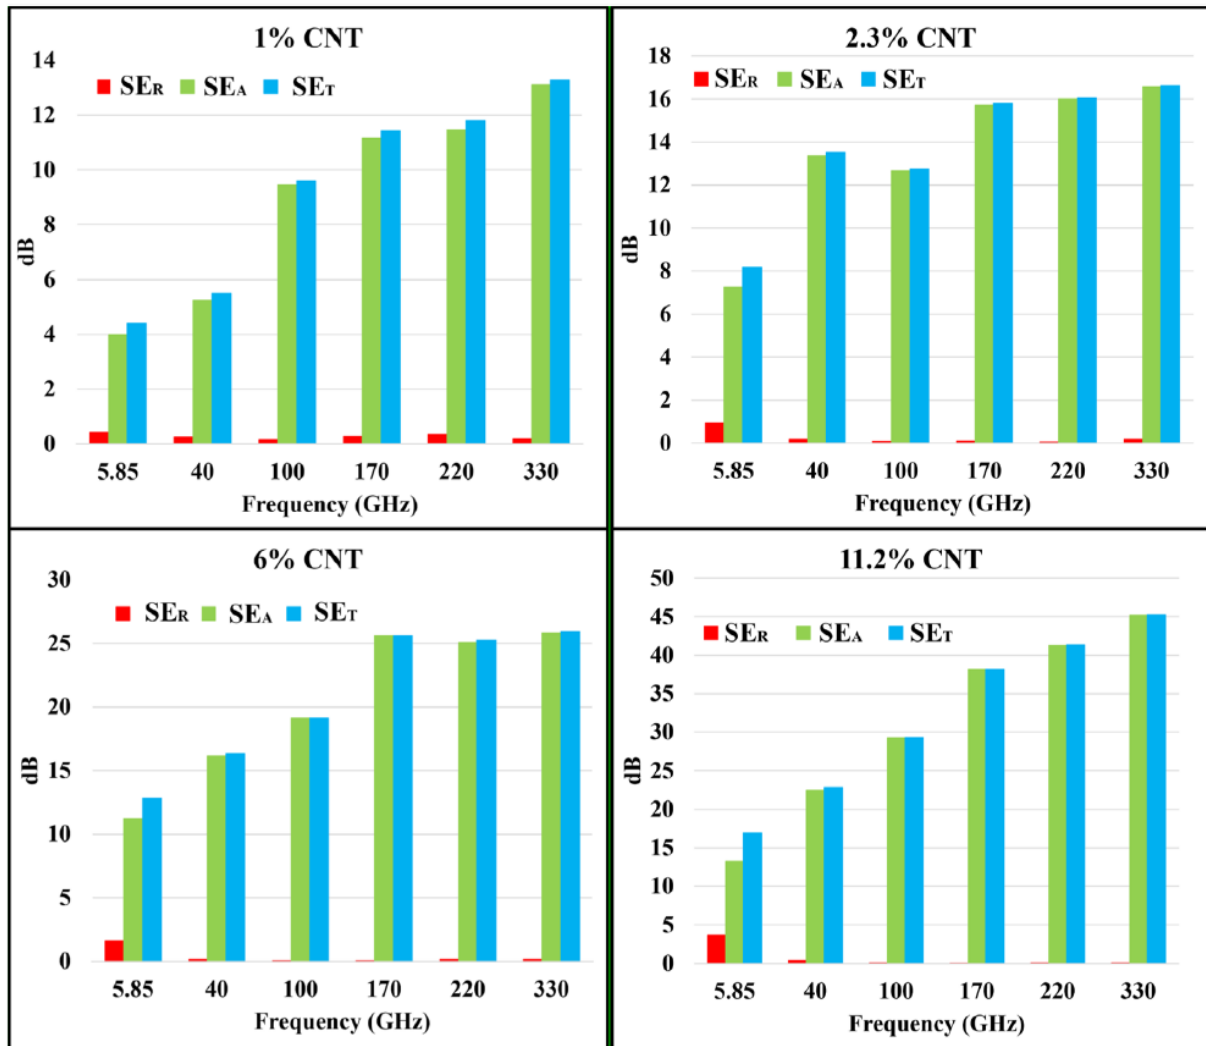 1% CNT
SER SEA SET
14
12
10
8
6
4
2
0
dB
5.85 40 100 170 220 330
Frequency (GHz)
2.3% CNT
SER SEA SET
18
16
14
12
10
8
6
4
2
0
dB
5.85 40 100 170 220 330
Frequency (GHz)
6% CNT
SER SEA SET
30
25
20
15
10
5
0
dB
5.85 40 100 170 220 330
Frequency (GHz)
11.2% CNT
SER SEA SET
50
45
40
35
30
25
20
15
10
5
0
dB
5.85 40 100 170 220 330
Frequency (GHz)